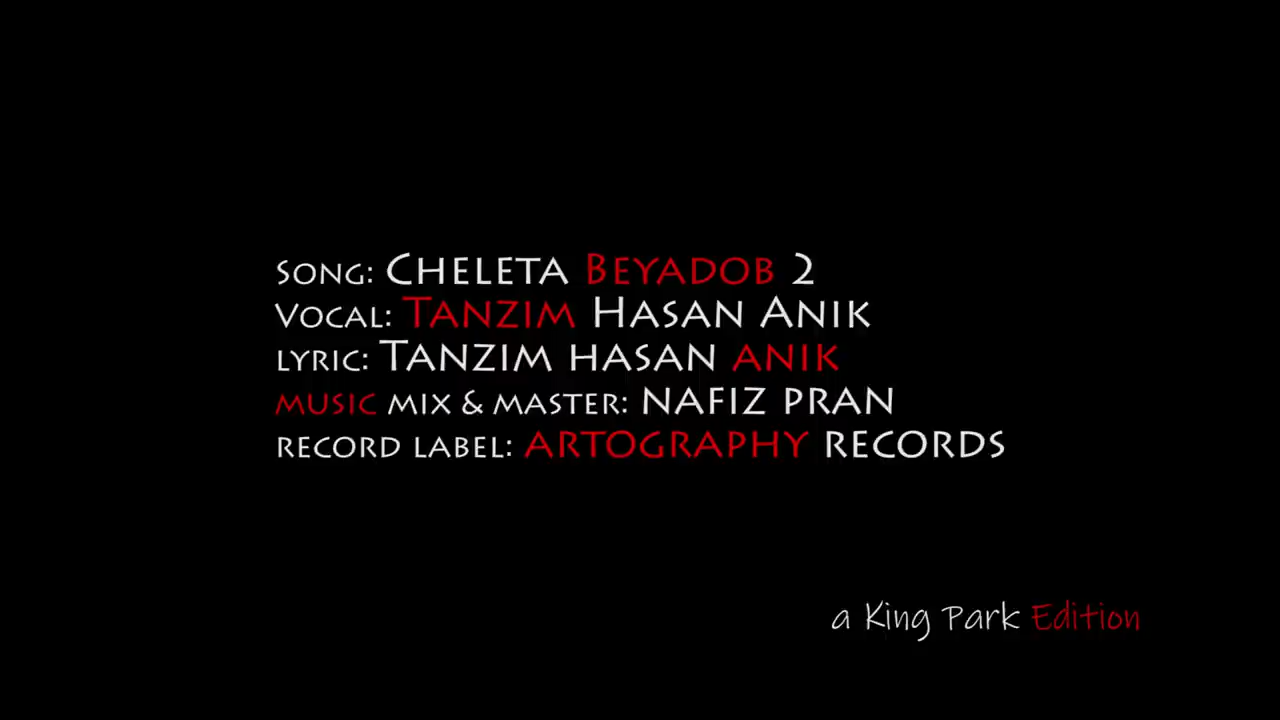 Song: Cheleta Beyadob 2
Vocal: Tanzim Hasan Anik
lyric: Tanzim hasan anik
music mix & master: nafiz pran
record label: artography records
a King Park Edition